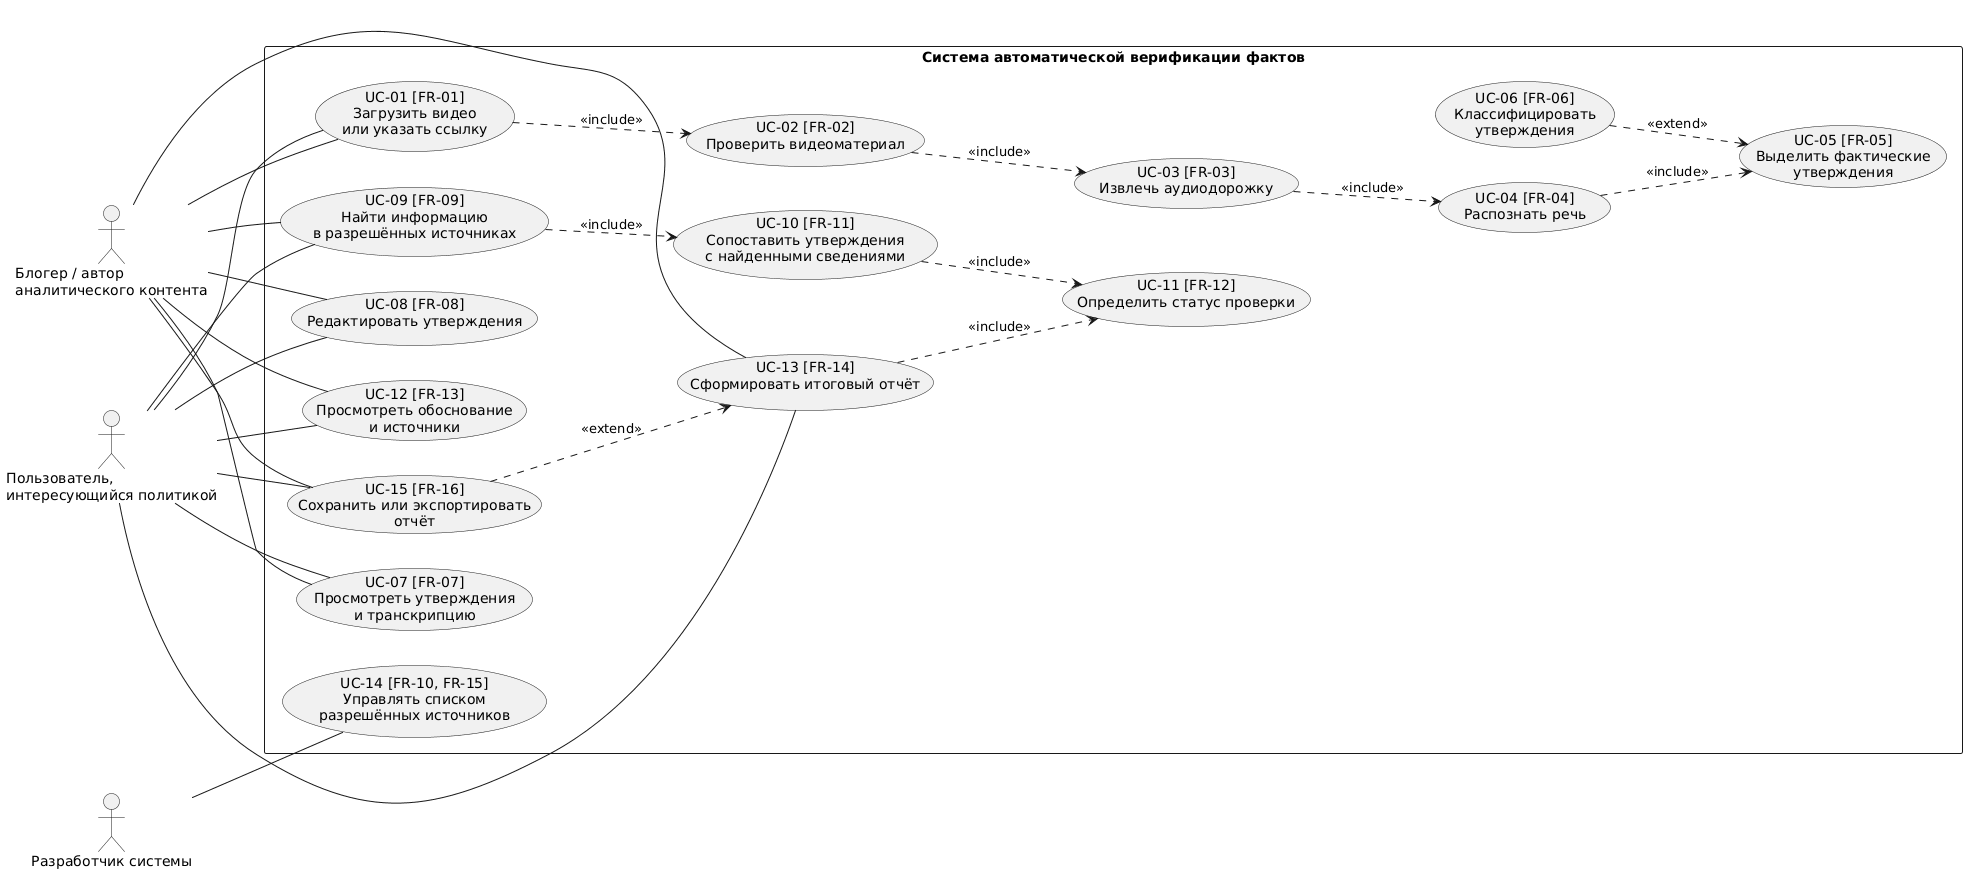 Система автоматической верификации фактов
UC-01 [FR-01]
Загрузить видео
или указать ссылку
«include»
UC-02 [FR-02]
Проверить видеоматериал
«include»
UC-03 [FR-03]
Извлечь аудиодорожку
«include»
UC-04 [FR-04]
Распознать речь
«include»
UC-06 [FR-06]
Классифицировать
утверждения
«extend»
UC-05 [FR-05]
Выделить фактические
утверждения
UC-09 [FR-09]
Найти информацию
в разрешённых источниках
«include»
UC-10 [FR-11]
Сопоставить утверждения
с найденными сведениями
«include»
UC-11 [FR-12]
Определить статус проверки
Блогер / автор
аналитического контента
UC-08 [FR-08]
Редактировать утверждения
«include»
UC-13 [FR-14]
Сформировать итоговый отчёт
UC-12 [FR-13]
Просмотреть обоснование
и источники
«extend»
Пользователь,
интересующийся политикой
UC-15 [FR-16]
Сохранить или экспортировать
отчёт
UC-07 [FR-07]
Просмотреть утверждения
и транскрипцию
UC-14 [FR-10, FR-15]
Управлять списком
разрешённых источников
Разработчик системы